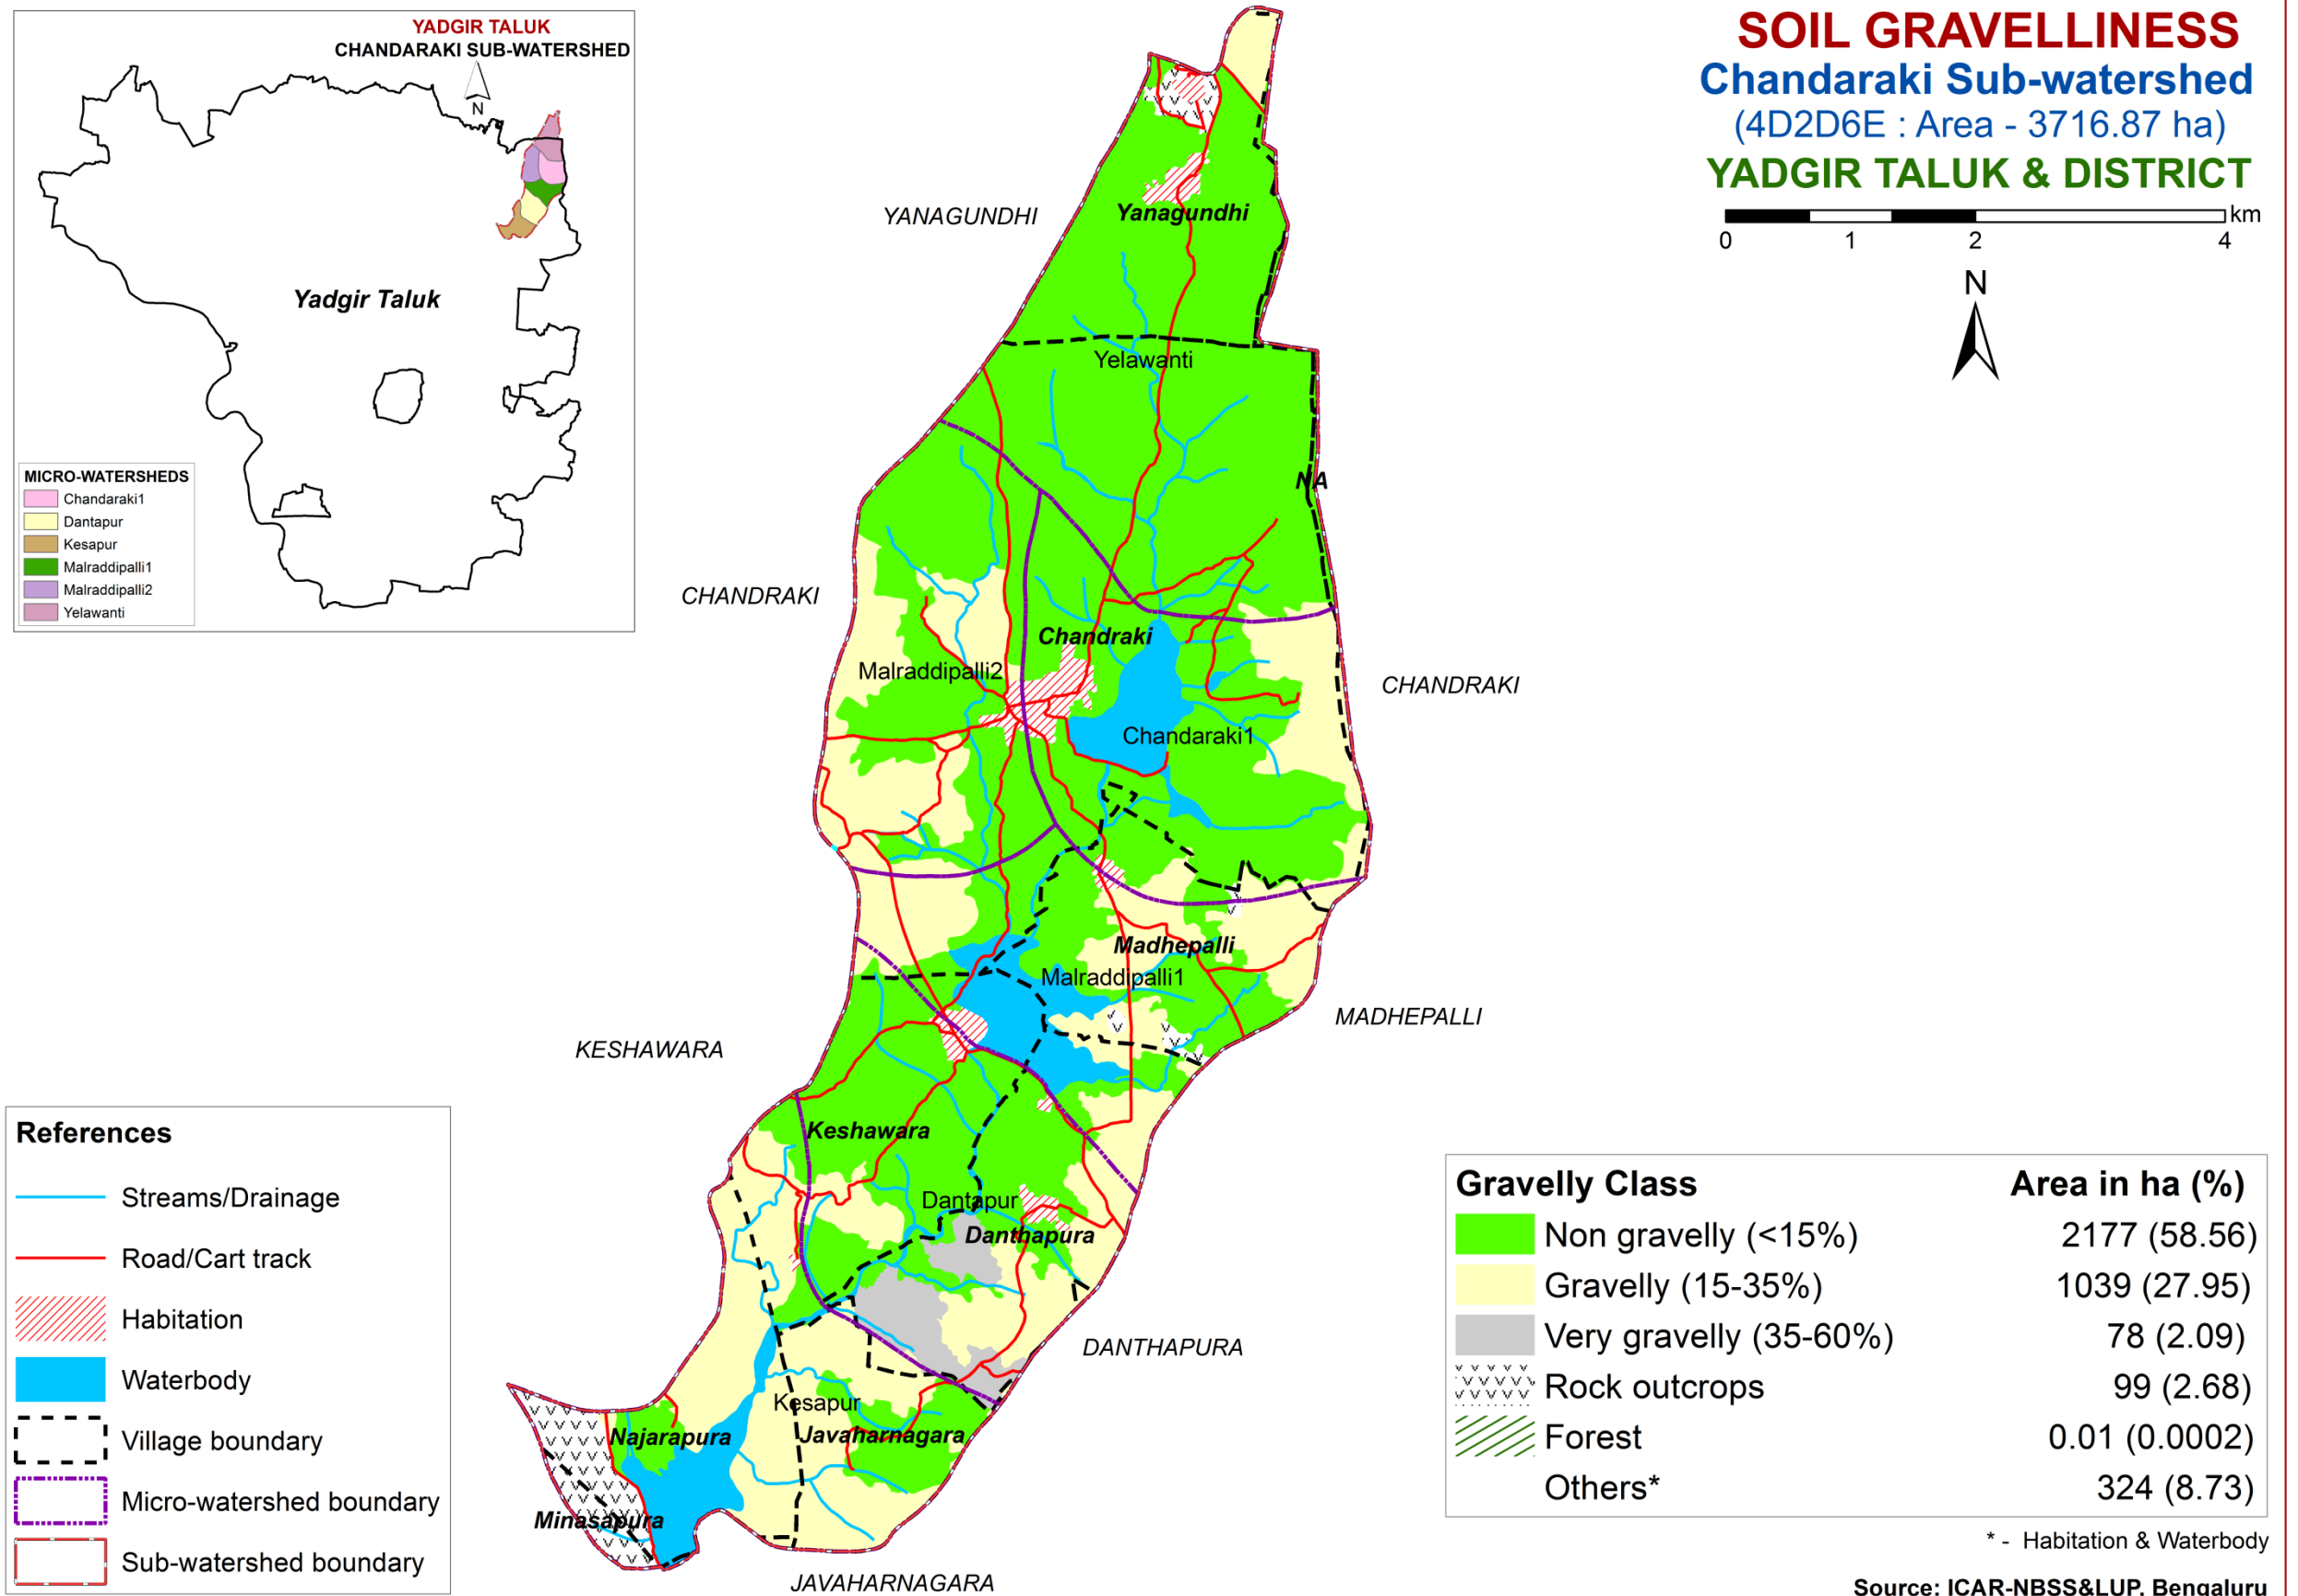 YADGIR TALUK
CHANDARAKI SUB-WATERSHED
N
Yadgir Taluk
MICRO-WATERSHEDS
Chandaraki1
Dantapur
Kesapur
Malraddipalli1
Malraddipalli2
Yelawanti
SOIL GRAVELLINESS
Chandaraki Sub-watershed
(4D2D6E : Area - 3716.87 ha)
YADGIR TALUK & DISTRICT
km
0 1 2 4
N
YANAGUNDHI
Yanagundhi
Yelawanti
NA
CHANDRAKI
Chandraki
Malraddipalli2
CHANDRAKI
Chandaraki1
Madhepalli
Malraddipalli1
MADHEPALLI
KESHAWARA
Keshawara
Dantapur
Danthapura
DANTHAPURA
Kesapur
Najarapura
Javaharnagara
Minasapura
JAVAHARNAGARA
References
Streams/Drainage
Road/Cart track
Habitation
Waterbody
Village boundary
Micro-watershed boundary
Sub-watershed boundary
Gravelly Class Area in ha (%)
Non gravelly (<15%) 2177 (58.56)
Gravelly (15-35%) 1039 (27.95)
Very gravelly (35-60%) 78 (2.09)
Rock outcrops 99 (2.68)
Forest 0.01 (0.0002)
Others* 324 (8.73)
* - Habitation & Waterbody
Source: ICAR-NBSS&LUP, Bengaluru